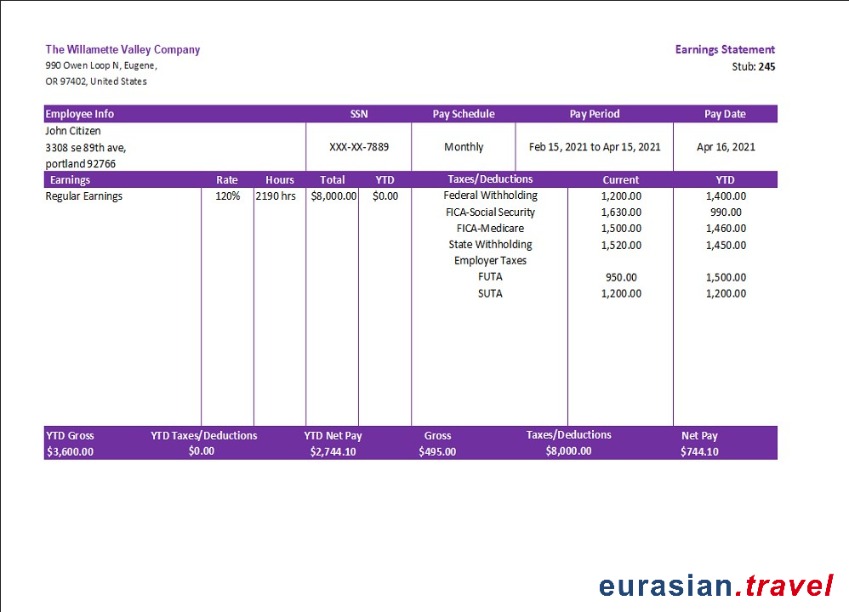 The Willamette Valley Company Earnings Statement
990 Owen Loop N, Eugene, Stub: 245
OR 97402, United States
Employee Info SSN Pay Schedule Pay Period Pay Date
John Citizen
3308 se 89th ave, XXX-XX-7889 Monthly Feb 15, 2021 to Apr 15, 2021 Apr 16, 2021
portland 92766
Earnings Rate Hours Total YTD Taxes/Deductions Current YTD
Regular Earnings 120% 2190 hrs $8,000.00 $0.00 Federal Withholding 1,200.00 1,400.00
FICA-Social Security 1,630.00 990.00
FICA-Medicare 1,500.00 1,460.00
State Withholding 1,520.00 1,450.00
Employer Taxes
FUTA 950.00 1,500.00
SUTA 1,200.00 1,200.00
YTD Gross YTD Taxes/Deductions YTD Net Pay Gross Taxes/Deductions Net Pay
$3,600.00 $0.00 $2,744.10 $495.00 $8,000.00 $744.10
eurasian.travel